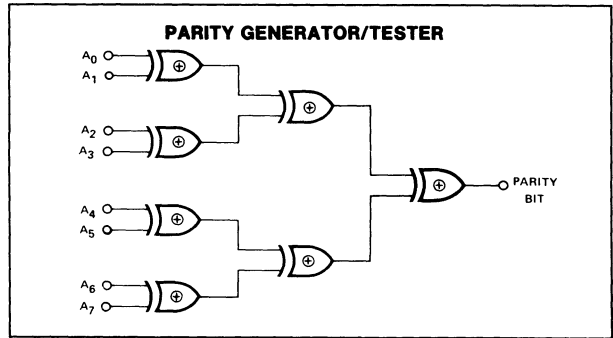 PARITY GENERATOR/TESTER
A0
A1
A2
A3
A4
A5
A6
A7
PARITY
BIT